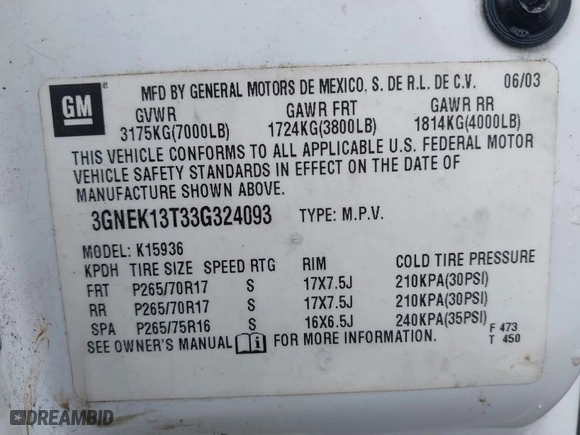 GM
MFD BY GENERAL MOTORS DE MEXICO, S. DE R.L. DE C.V. 06/03
GVWR GAWR FRT GAWR RR
3175KG(7000LB) 1724KG(3800LB) 1814KG(4000LB)
THIS VEHICLE CONFORMS TO ALL APPLICABLE U.S. FEDERAL MOTOR
VEHICLE SAFETY STANDARDS IN EFFECT ON THE DATE OF
MANUFACTURE SHOWN ABOVE.
3GNEK13T33G324093 TYPE: M.P.V.
MODEL: K15936
KPDH TIRE SIZE SPEED RTG RIM COLD TIRE PRESSURE
FRT P265/70R17 S 17X7.5J 210KPA(30PSI)
RR P265/70R17 S 17X7.5J 210KPA(30PSI)
SPA P265/75R16 S 16X6.5J 240KPA(35PSI)
F 473
SEE OWNER'S MANUAL i FOR MORE INFORMATION. T 450
DREAMBID